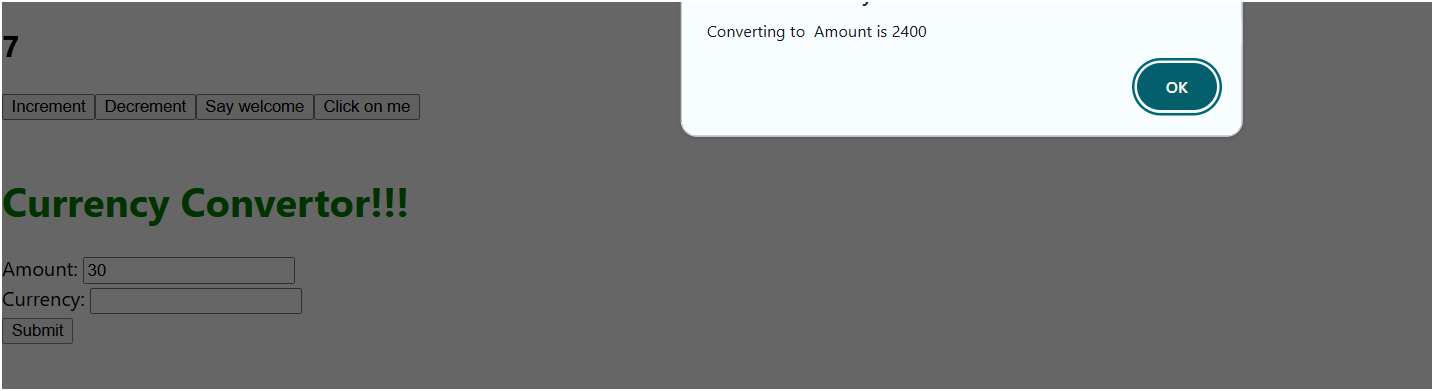 Converting to  Amount is 2400
OK
7
Increment Decrement Say welcome Click on me
Currency Convertor!!!
Amount: 30
Currency:
Submit